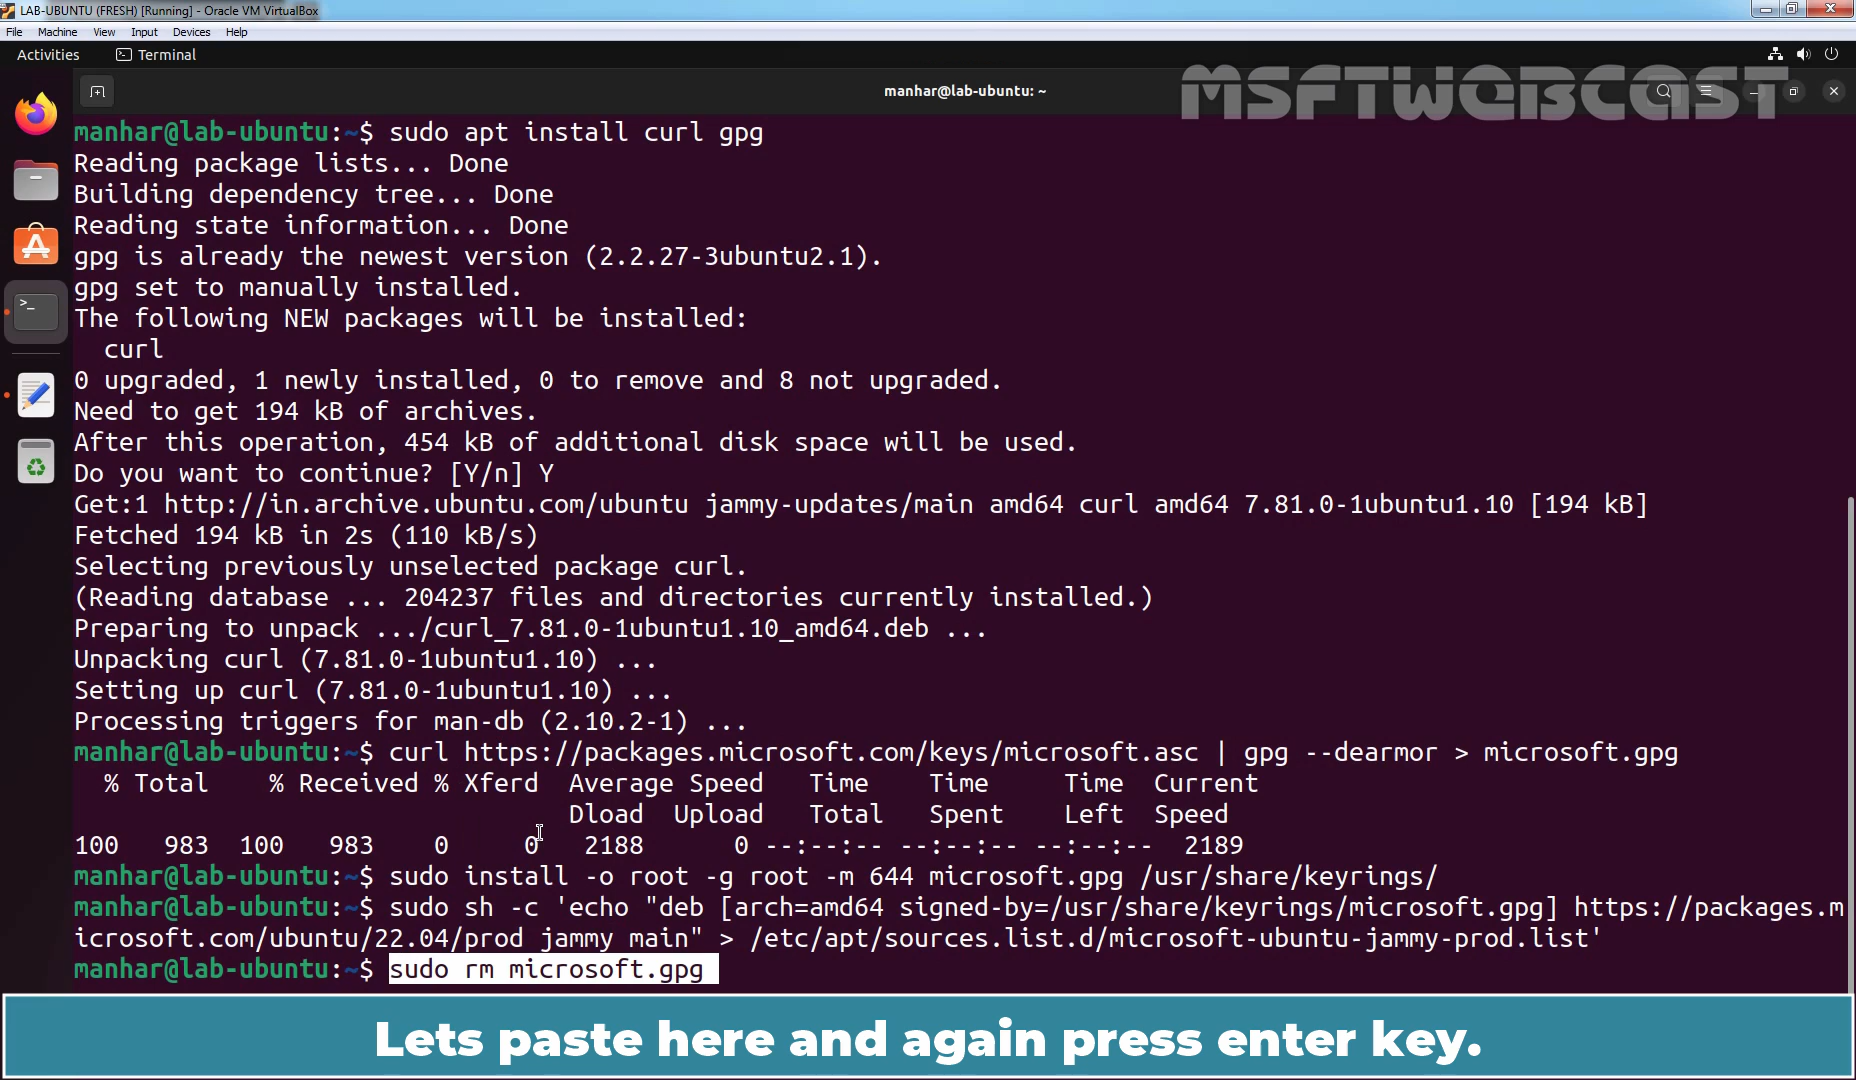 LAB-UBUNTU (FRESH) [Running] - Oracle VM VirtualBox
File Machine View Input Devices Help
Activities Terminal
manhar@lab-ubuntu: ~
MSFTWEBCAST
manhar@lab-ubuntu:~$ sudo apt install curl gpg
Reading package lists... Done
Building dependency tree... Done
Reading state information... Done
gpg is already the newest version (2.2.27-3ubuntu2.1).
gpg set to manually installed.
The following NEW packages will be installed:
  curl
0 upgraded, 1 newly installed, 0 to remove and 8 not upgraded.
Need to get 194 kB of archives.
After this operation, 454 kB of additional disk space will be used.
Do you want to continue? [Y/n] Y
Get:1 http://in.archive.ubuntu.com/ubuntu jammy-updates/main amd64 curl amd64 7.81.0-1ubuntu1.10 [194 kB]
Fetched 194 kB in 2s (110 kB/s)
Selecting previously unselected package curl.
(Reading database ... 204237 files and directories currently installed.)
Preparing to unpack .../curl_7.81.0-1ubuntu1.10_amd64.deb ...
Unpacking curl (7.81.0-1ubuntu1.10) ...
Setting up curl (7.81.0-1ubuntu1.10) ...
Processing triggers for man-db (2.10.2-1) ...
manhar@lab-ubuntu:~$ curl https://packages.microsoft.com/keys/microsoft.asc | gpg --dearmor > microsoft.gpg
  % Total    % Received % Xferd  Average Speed   Time    Time     Time  Current
                                 Dload  Upload   Total   Spent    Left  Speed
100   983  100   983    0     0   2188      0 --:--:-- --:--:-- --:--:--  2189
manhar@lab-ubuntu:~$ sudo install -o root -g root -m 644 microsoft.gpg /usr/share/keyrings/
manhar@lab-ubuntu:~$ sudo sh -c 'echo "deb [arch=amd64 signed-by=/usr/share/keyrings/microsoft.gpg] https://packages.m
icrosoft.com/ubuntu/22.04/prod jammy main" > /etc/apt/sources.list.d/microsoft-ubuntu-jammy-prod.list'
manhar@lab-ubuntu:~$ sudo rm microsoft.gpg
Lets paste here and again press enter key.